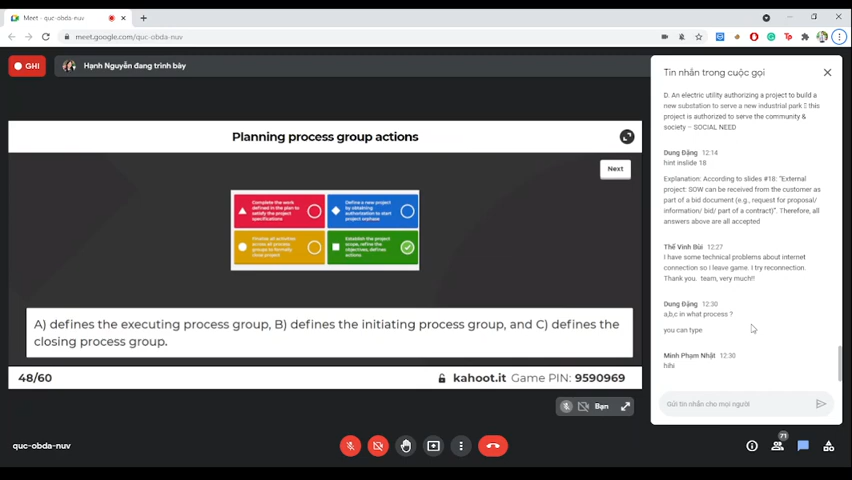 Meet - quc-obda-nuv
meet.google.com/quc-obda-nuv
GHI
Hạnh Nguyễn đang trình bày
Planning process group actions
Next
Complete the work
defined in the plan to
satisfy the project
specifications
Define a new project
by obtaining
authorization to start
project or phase
Finalize all activities
across all process
groups to formally
close project
Establish the project
scope, refine the
objectives, defines
actions
A) defines the executing process group, B) defines the initiating process group, and C) defines the
closing process group.
48/60
kahoot.it Game PIN: 9590969
Bạn
quc-obda-nuv
Tin nhắn trong cuộc gọi
D. An electric utility authorizing a project to build a
new substation to serve a new industrial park
this
project is authorized to serve the community &
society – SOCIAL NEED
Dung Đặng 12:14
hint inslide 18
Explanation: According to slides #18: "External
project: SOW can be received from the customer as
part of a bid document (e.g., request for proposal/
information/ bid/ part of a contract)". Therefore, all
answers above are all accepted
Thế Vinh Bùi 12:27
I have some technical problems about internet
connection so I leave game. I try reconnection.
Thank you. team, very much!!
Dung Đặng 12:30
a,b,c in what process ?
you can type
Minh Phạm Nhật 12:30
hihi
Gửi tin nhắn cho mọi người
71